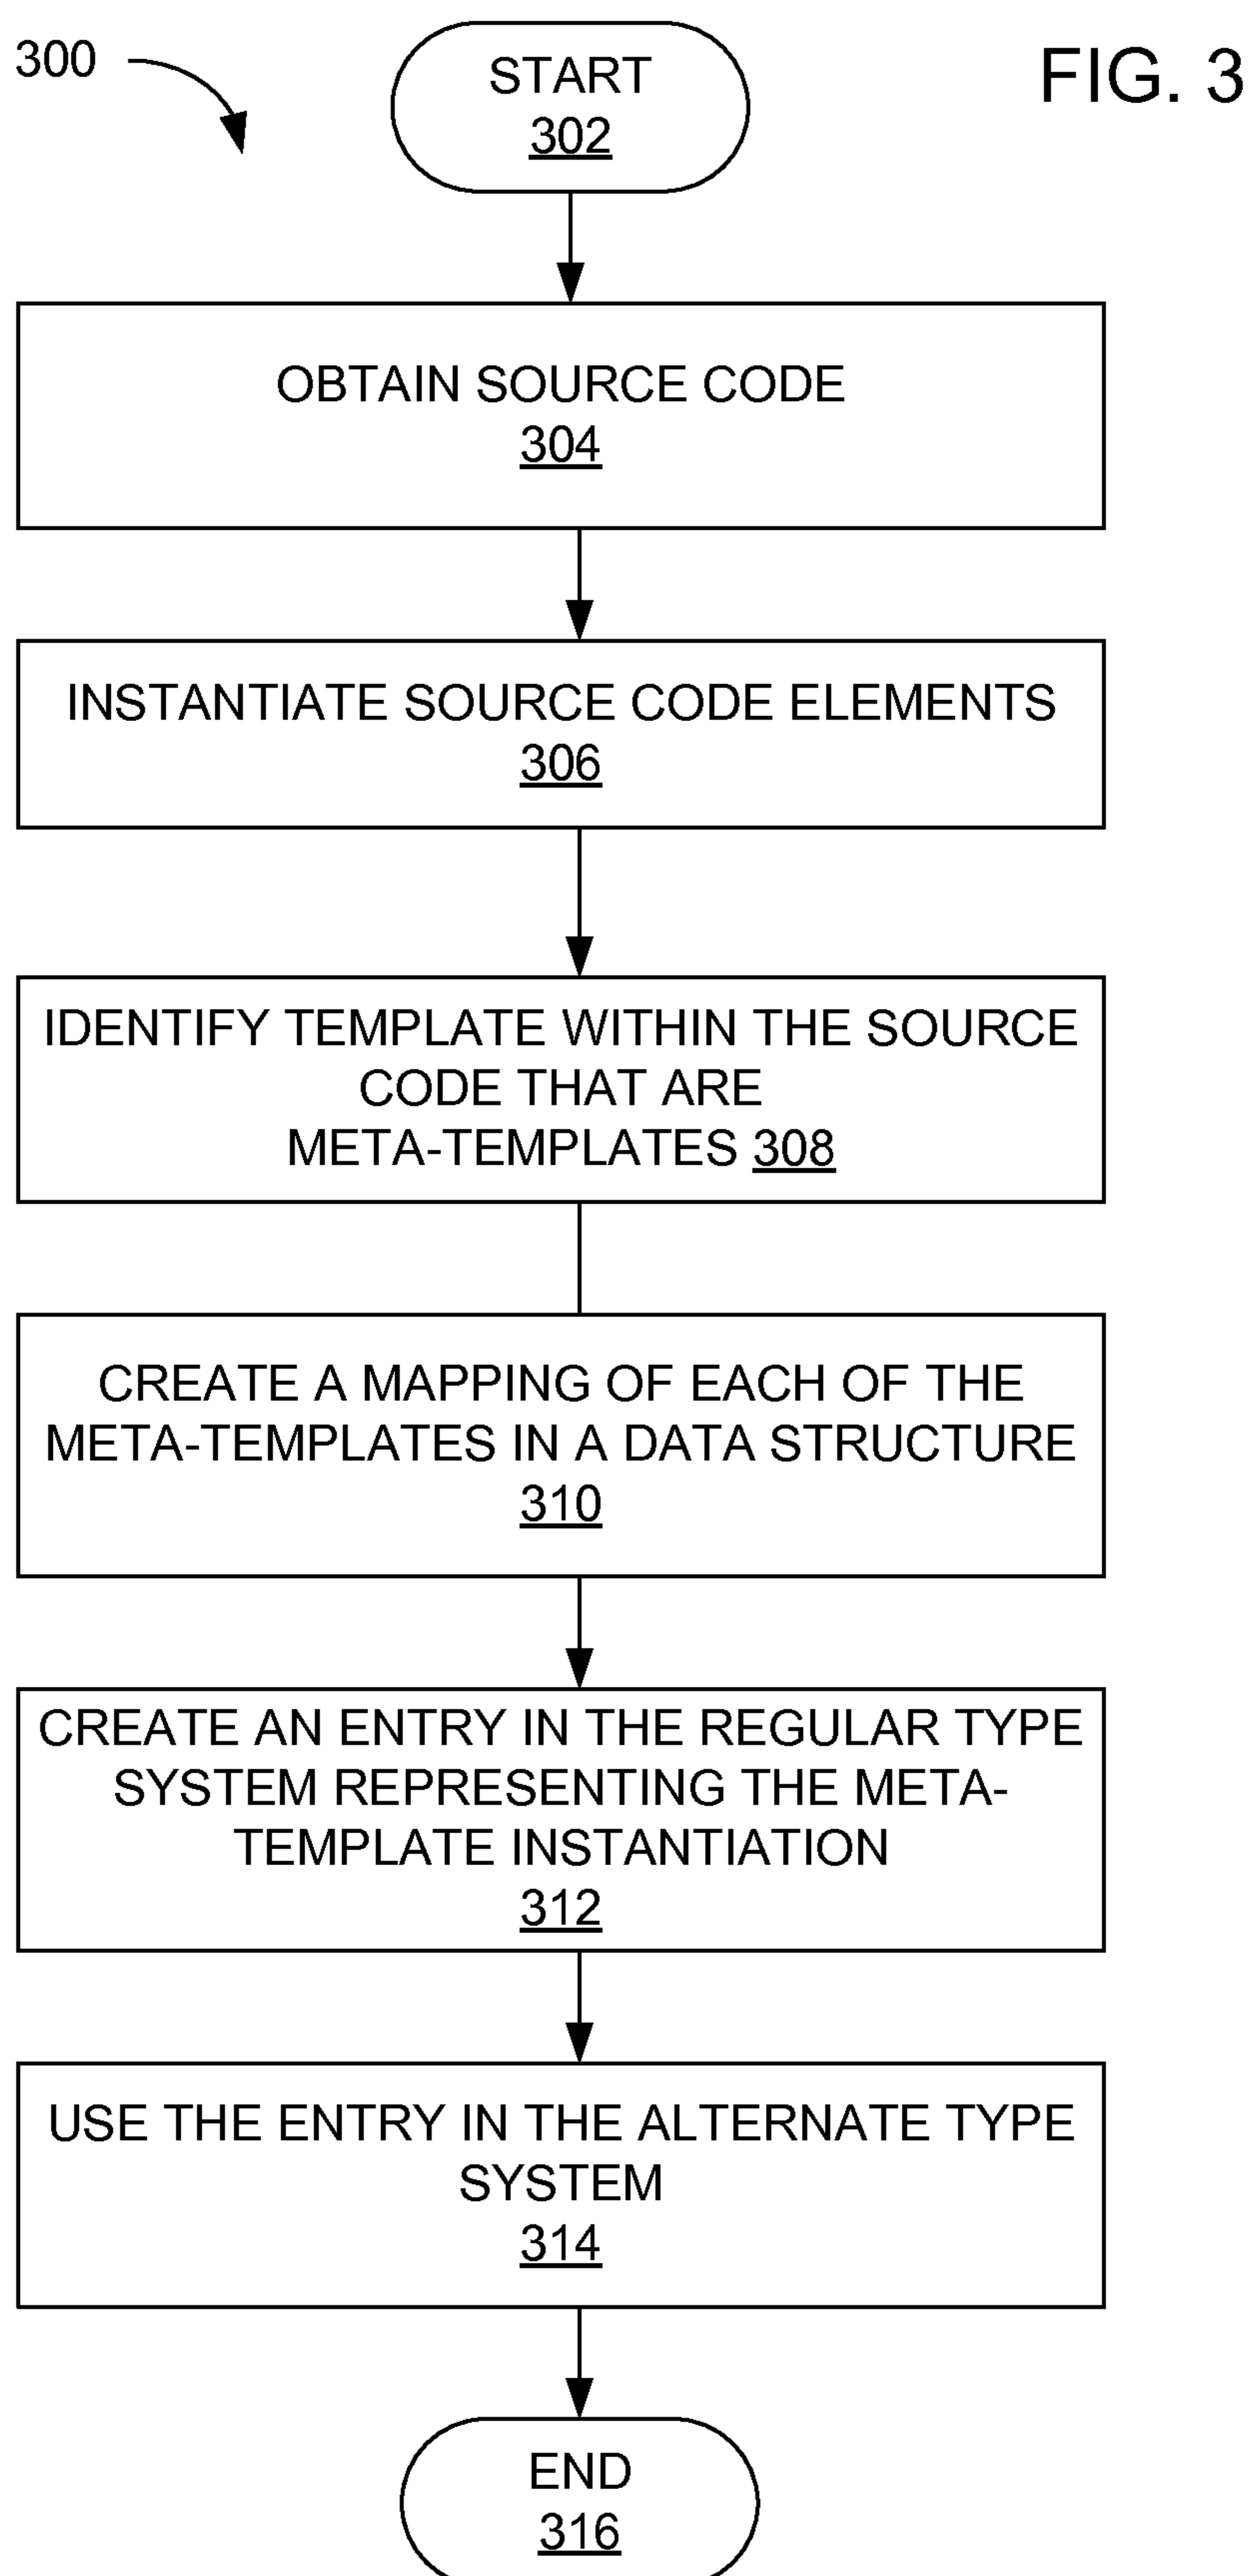 300
FIG. 3
START
302
OBTAIN SOURCE CODE
304
INSTANTIATE SOURCE CODE ELEMENTS
306
IDENTIFY TEMPLATE WITHIN THE SOURCE
CODE THAT ARE
META-TEMPLATES 308
CREATE A MAPPING OF EACH OF THE
META-TEMPLATES IN A DATA STRUCTURE
310
CREATE AN ENTRY IN THE REGULAR TYPE
SYSTEM REPRESENTING THE META-
TEMPLATE INSTANTIATION
312
USE THE ENTRY IN THE ALTERNATE TYPE
SYSTEM
314
END
316